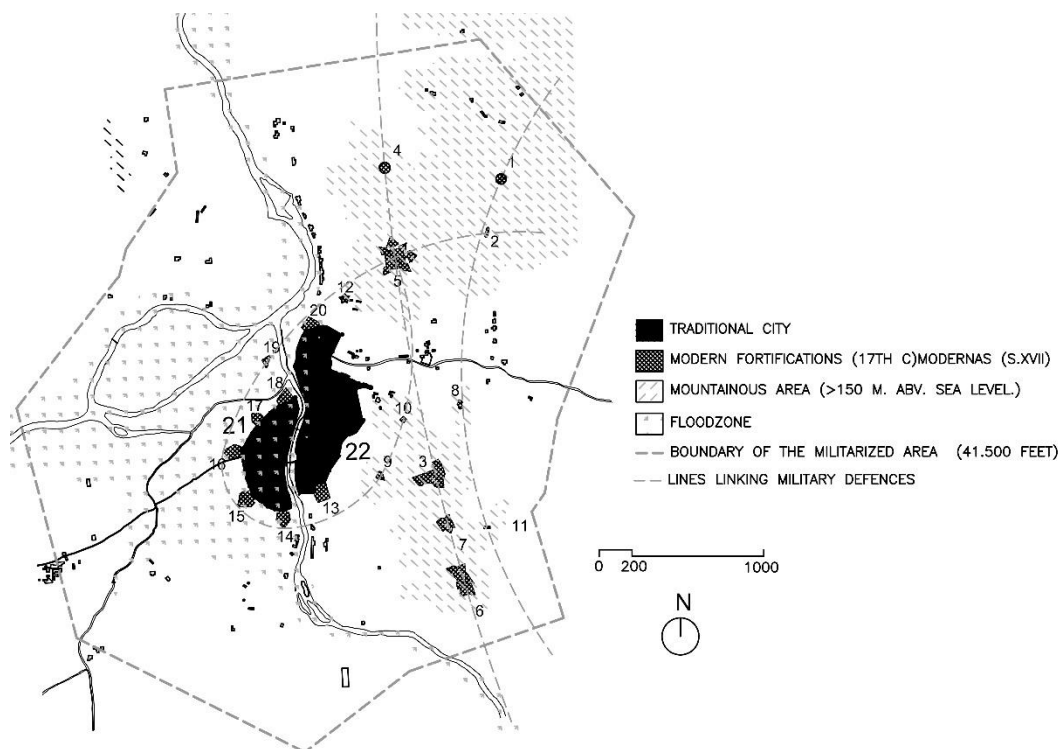 4
1
2
5
12
20
19
18
8
10
17
21
22
16
3
9
13
15
14
11
7
6
TRADITIONAL CITY
MODERN FORTIFICATIONS (17TH C)MODERNAS (S.XVII)
MOUNTAINOUS AREA (>150 M. ABV. SEA LEVEL.)
FLOODZONE
BOUNDARY OF THE MILITARIZED AREA (41.500 FEET)
LINES LINKING MILITARY DEFENCES
0 200 1000
N